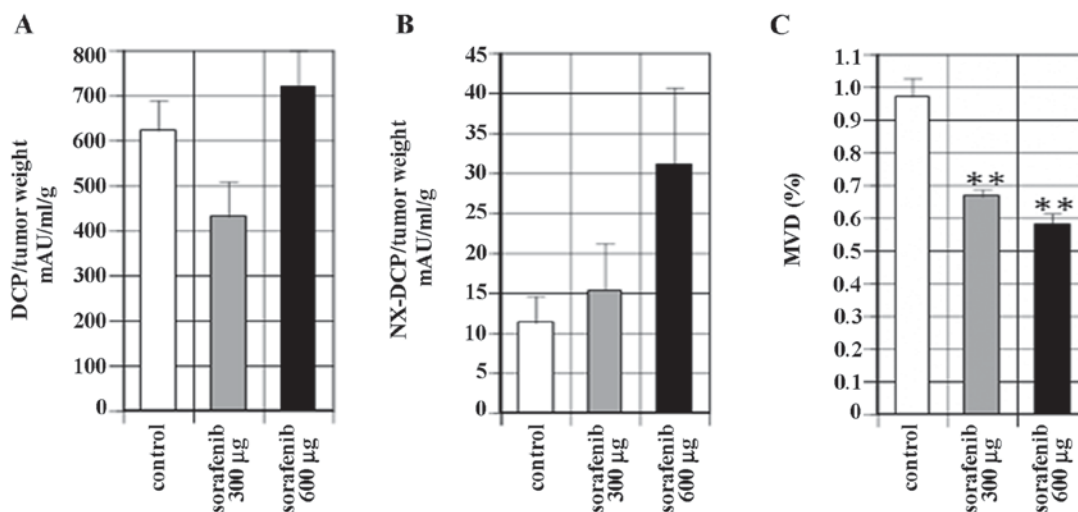 A
DCP/tumor weight
mAU/ml/g
800
700
600
500
400
300
200
100
0
control
sorafenib
300 µg
sorafenib
600 µg
B
NX-DCP/tumor weight
mAU/ml/g
45
40
35
30
25
20
15
10
5
0
control
sorafenib
300 µg
sorafenib
600 µg
C
MVD (%)
1.1
1.0
0.9
0.8
0.7
0.6
0.5
0.4
0.3
0.2
0.1
0
**
**
control
sorafenib
300 µg
sorafenib
600 µg